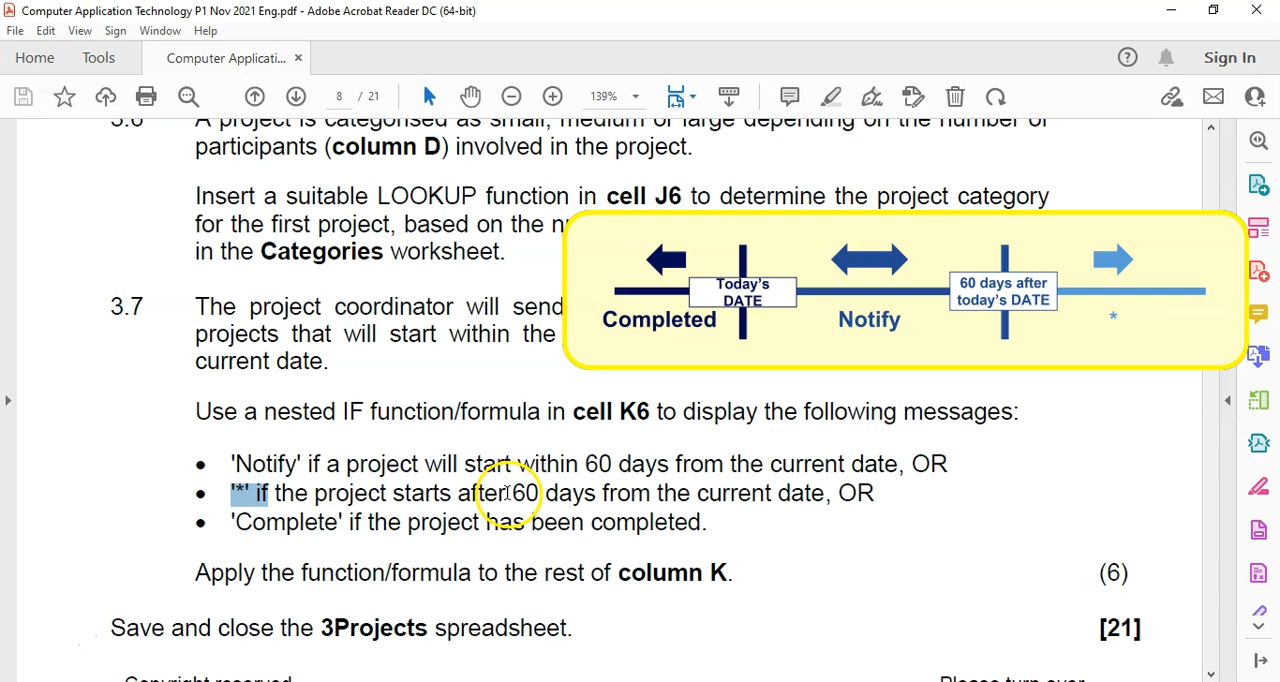 Computer Application Technology P1 Nov 2021 Eng.pdf - Adobe Acrobat Reader DC (64-bit)
File Edit View Sign Window Help
Home Tools Computer Applicati... × Sign In
8 / 21 139%
3.6 A project is categorised as small, medium or large depending on the number of
participants (column D) involved in the project.
Insert a suitable LOOKUP function in cell J6 to determine the project category
for the first project, based on the
in the Categories worksheet.
3.7 The project coordinator will send
projects that will start within the
current date.
Today's
DATE
60 days after
today's DATE
Completed Notify *
Use a nested IF function/formula in cell K6 to display the following messages:
• 'Notify' if a project will start within 60 days from the current date, OR
• '*' if the project starts after 60 days from the current date, OR
• 'Complete' if the project has been completed.
Apply the function/formula to the rest of column K. (6)
Save and close the 3Projects spreadsheet. [21]
Copyright reserved Please turn over